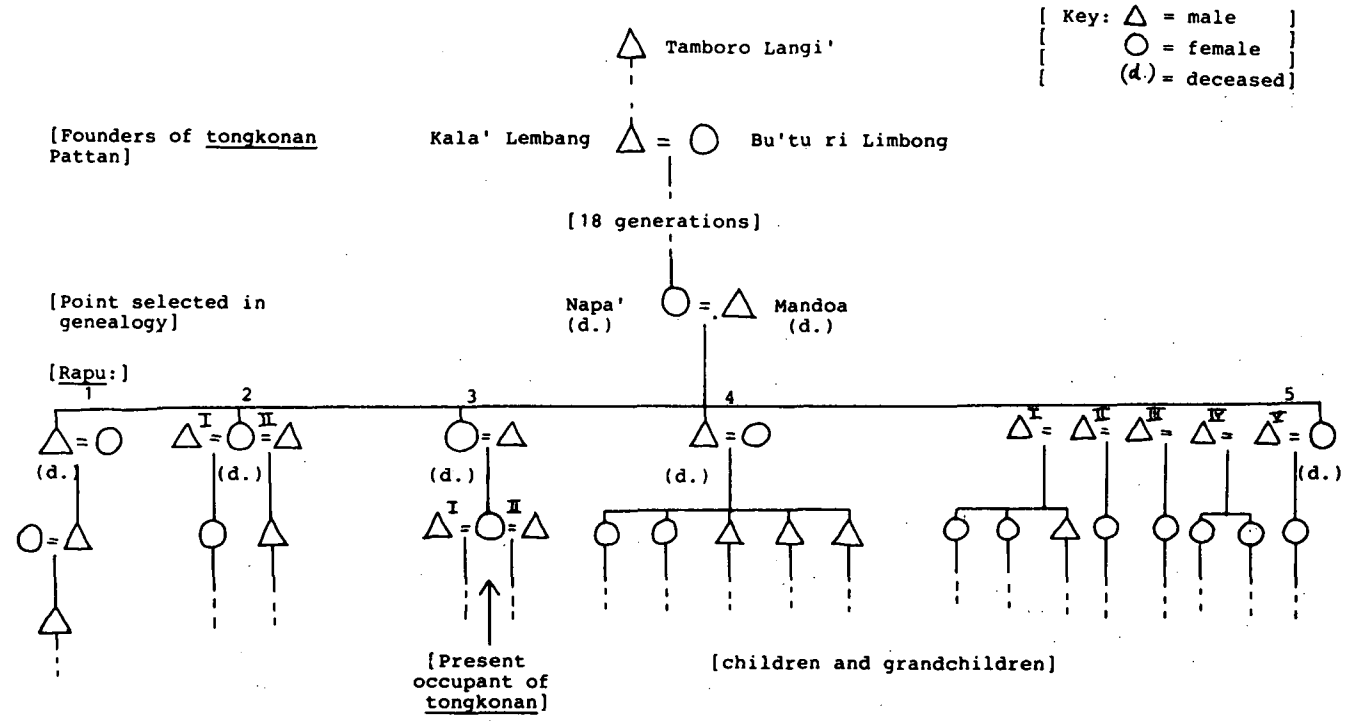 [ Key: △ = male ]
[ ○ = female ]
[ (d.) = deceased]
Tamboro Langi'
[Founders of tongkonan
Pattan]
Kala' Lembang △ = ○ Bu'tu ri Limbong
[18 generations]
[Point selected in
genealogy]
Napa' ○ = △ Mandoa
(d.) (d.)
[Rapu:]
1 2 3 4 5
I II I II III IV V
(d.) (d.) (d.) (d.) (d.)
I II
[Present
occupant of
tongkonan]
[children and grandchildren]